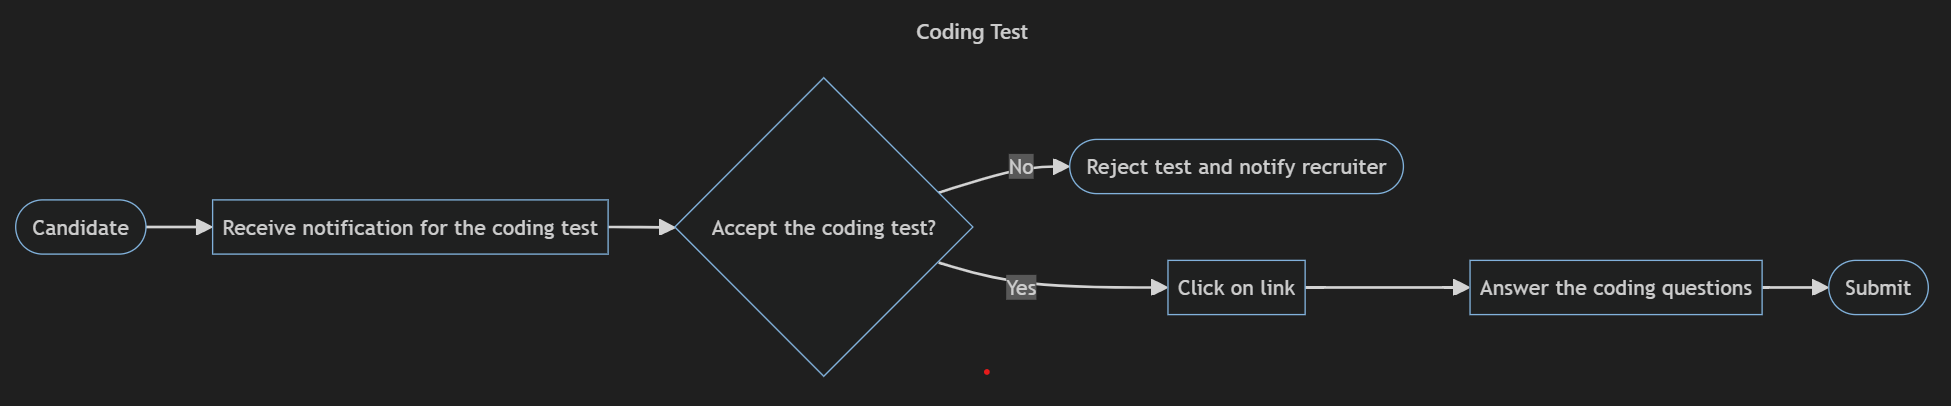 Coding Test
Candidate
Receive notification for the coding test
Accept the coding test?
No
Reject test and notify recruiter
Yes
Click on link
Answer the coding questions
Submit